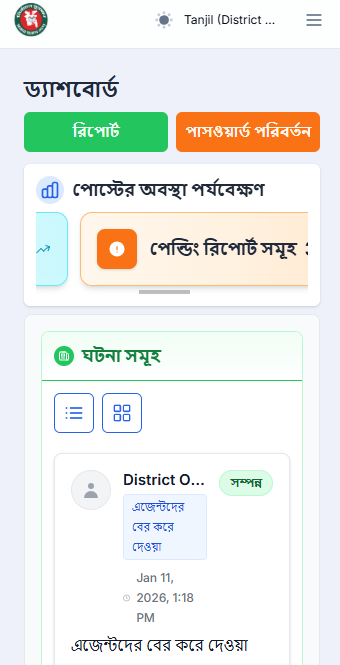 Tanjil (District ...
ড্যাশবোর্ড
রিপোর্ট
পাসওয়ার্ড পরিবর্তন
পোস্টের অবস্থা পর্যবেক্ষণ
পেন্ডিং রিপোর্ট সমূহ
ঘটনা সমূহ
District O...
সম্পন্ন
এজেন্টদের
বের করে
দেওয়া
Jan 11,
2026, 1:18
PM
এজেন্টদের বের করে দেওয়া